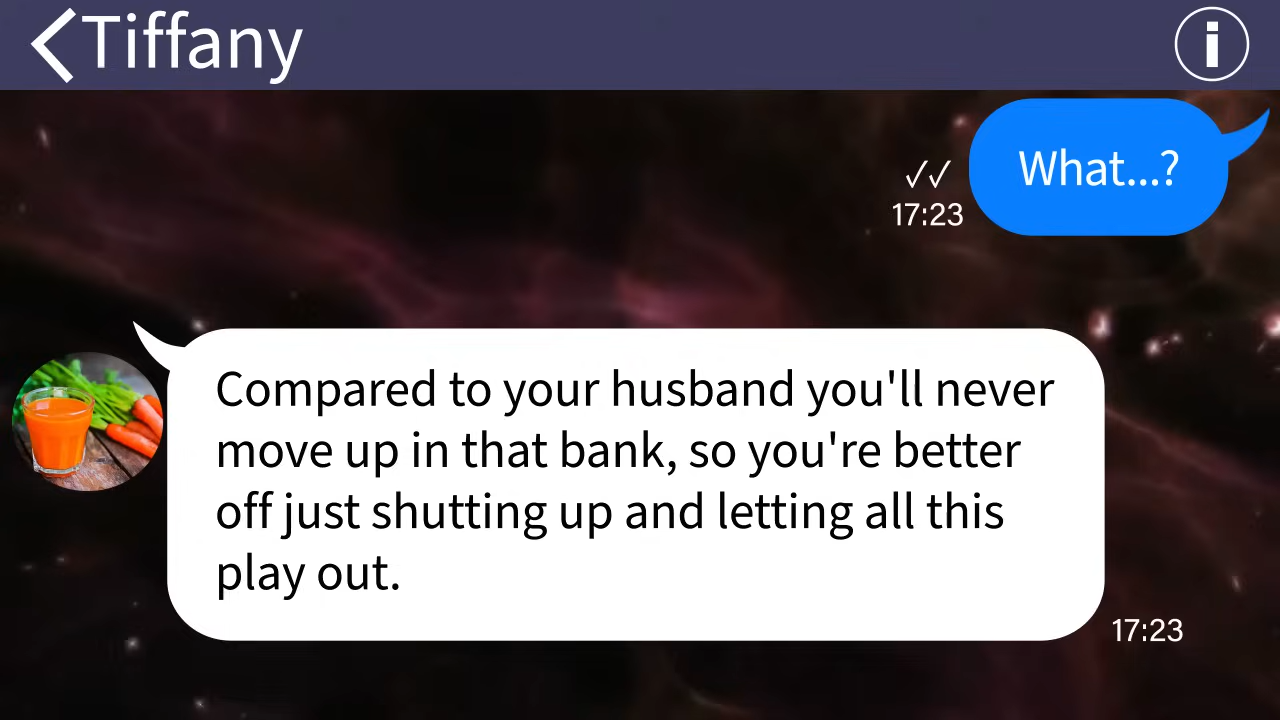 Tiffany
What...?
✓✓
17:23
Compared to your husband you'll never
move up in that bank, so you're better
off just shutting up and letting all this
play out.
17:23